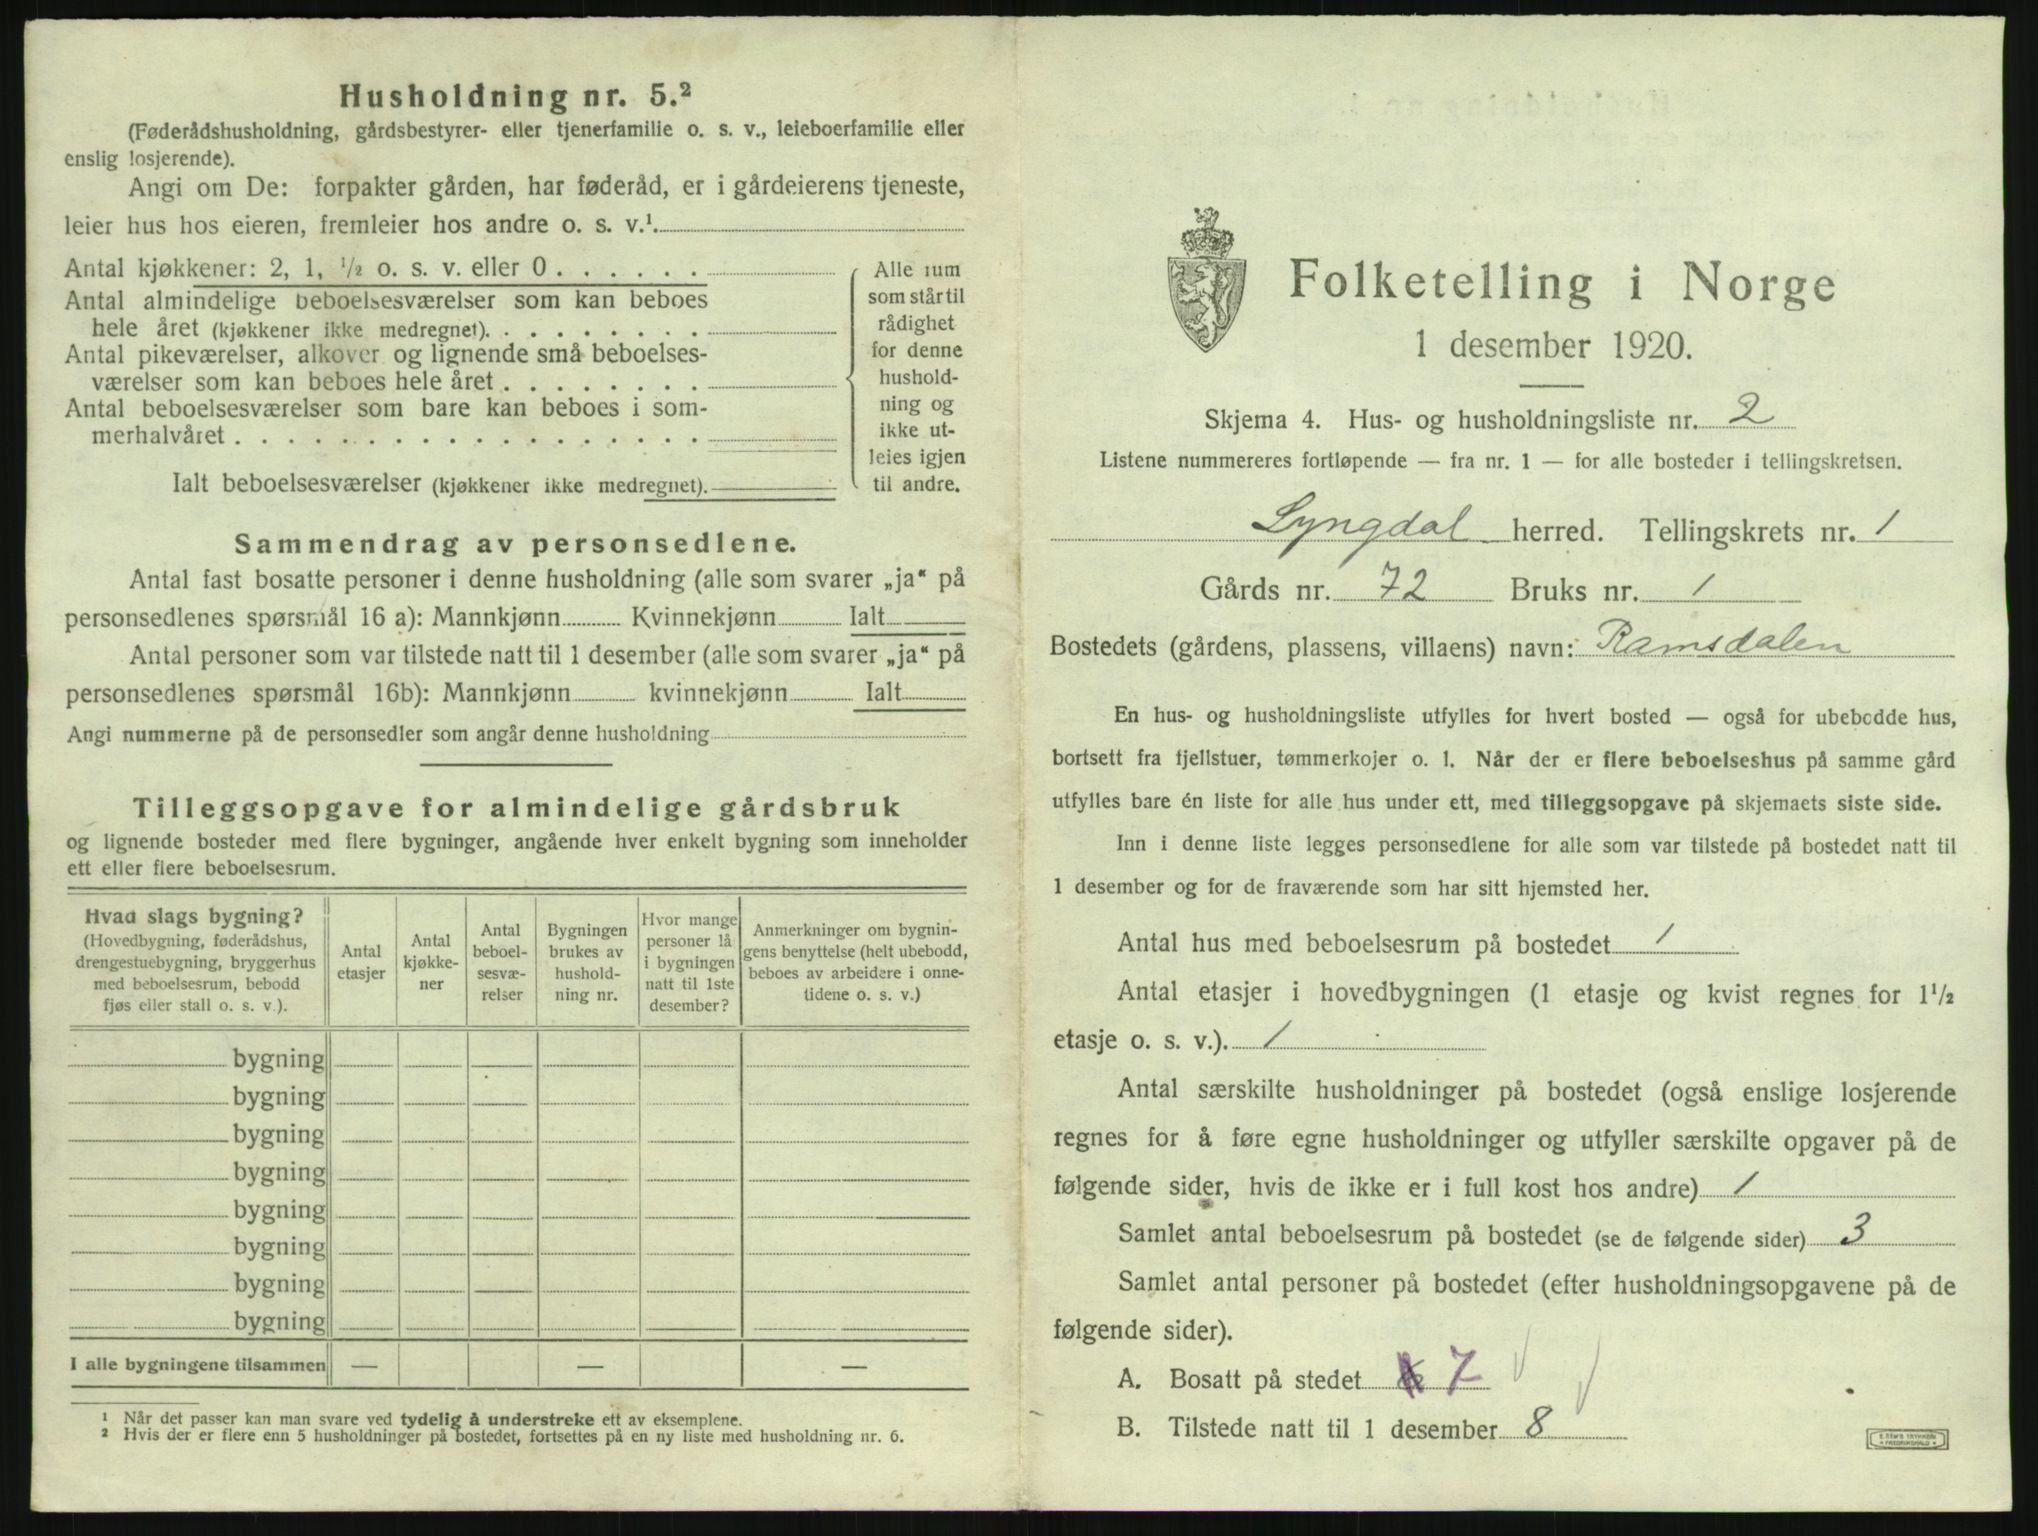 Husholdning nr. 5.²
(Føderådshusholdning, gårdsbestyrer- eller tjenerfamilie o. s. v., leieboerfamilie eller
enslig losjerende).
Angi om De: forpakter gården, har føderåd, er i gårdeierens tjeneste,
leier hus hos eieren, fremleier hos andre o. s. v.¹
Antal kjøkkener: 2, 1, ½ o. s. v. eller 0 . . . . . .
Antal almindelige beboelsesværelser som kan beboes
hele året (kjøkkener ikke medregnet). . . . . . . . .
Antal pikeværelser, alkover og lignende små beboelses-
værelser som kan beboes hele året . . . . . . . .
Antal beboelsesværelser som bare kan beboes i som-
merhalvåret . . . . . . . . . . . . . . . . . .
Ialt beboelsesværelser (kjøkkener ikke medregnet).
Alle rum
som står til
rådighet
for denne
hushold-
ning og
ikke ut-
leies igjen
til andre.
Sammendrag av personsedlene.
Antal fast bosatte personer i denne husholdning (alle som svarer „ja“ på
personsedlenes spørsmål 16 a): Mannkjønn Kvinnekjønn Ialt
Antal personer som var tilstede natt til 1 desember (alle som svarer „ja“ på
personsedlenes spørsmål 16b): Mannkjønn kvinnekjønn Ialt
Angi nummerne på de personsedler som angår denne husholdning
Tilleggsopgave for almindelige gårdsbruk
og lignende bosteder med flere bygninger, angående hver enkelt bygning som inneholder
ett eller flere beboelsesrum.
Hvad slags bygning?
(Hovedbygning, føderådshus,
drengestuebygning, bryggerhus
med beboelsesrum, bebodd
fjøs eller stall o. s. v.).
Antal
etasjer
Antal
kjøkke-
ner
Antal
beboel-
sesvæ-
relser
Bygningen
brukes av
hushold-
ning nr.
Hvor mange
personer lå
i bygningen
natt til 1ste
desember?
Anmerkninger om bygnin-
gens benyttelse (helt ubebodd,
beboes av arbeidere i onne-
tidene o. s. v.)
bygning
bygning
bygning
bygning
bygning
bygning
bygning
bygning
I alle bygningene tilsammen — — —
¹ Når det passer kan man svare ved tydelig å understreke ett av eksemplene.
² Hvis der er flere enn 5 husholdninger på bostedet, fortsettes på en ny liste med husholdning nr. 6.
Folketelling i Norge
1 desember 1920.
Skjema 4. Hus- og husholdningsliste nr. 2
Listene nummereres fortløpende — fra nr. 1 — for alle bosteder i tellingskretsen.
Lyngdal herred. Tellingskrets nr. 1
Gårds nr. 72 Bruks nr. 1
Bostedets (gårdens, plassens, villaens) navn: Ramsdalen
En hus- og husholdningsliste utfylles for hvert bosted — også for ubebodde hus,
bortsett fra fjellstuer, tømmerkojer o. l. Når der er flere beboelseshus på samme gård
utfylles bare én liste for alle hus under ett, med tilleggsopgave på skjemaets siste side.
Inn i denne liste legges personsedlene for alle som var tilstede på bostedet natt til
1 desember og for de fraværende som har sitt hjemsted her.
Antal hus med beboelsesrum på bostedet 1
Antal etasjer i hovedbygningen (1 etasje og kvist regnes for 1½
etasje o. s. v.). 1
Antal særskilte husholdninger på bostedet (også enslige losjerende
regnes for å føre egne husholdninger og utfyller særskilte opgaver på de
følgende sider, hvis de ikke er i full kost hos andre) 1
Samlet antal beboelsesrum på bostedet (se de følgende sider) 3
Samlet antal personer på bostedet (efter husholdningsopgavene på de
følgende sider).
A. Bosatt på stedet 7
B. Tilstede natt til 1 desember 8